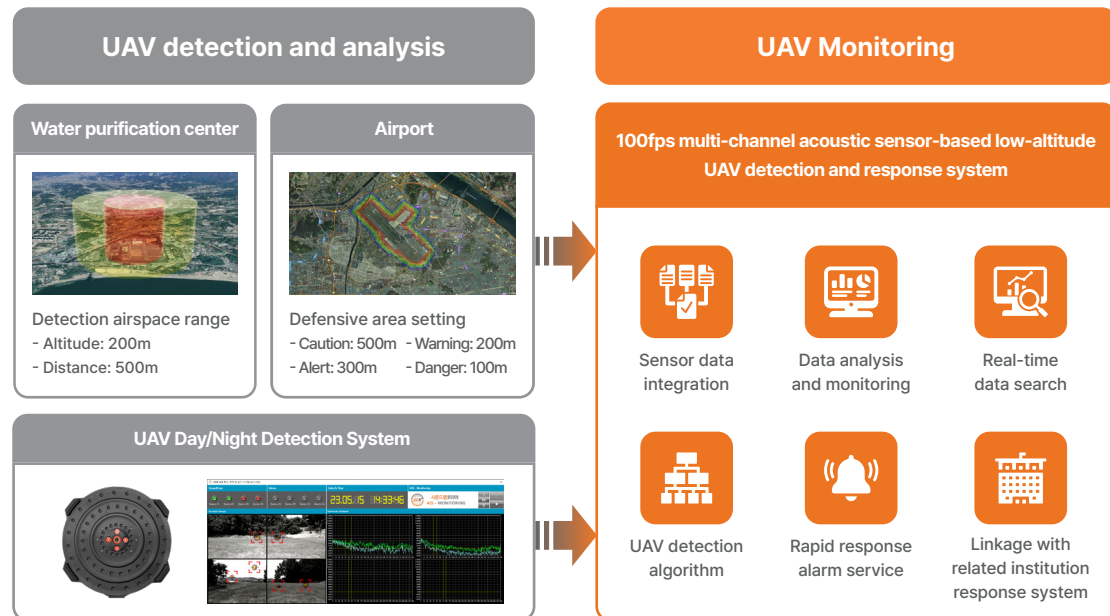 UAV detection and analysis
UAV Monitoring
Water purification center
Detection airspace range
- Altitude: 200m
- Distance: 500m
Airport
Defensive area setting
- Caution: 500m - Warning: 200m
- Alert: 300m - Danger: 100m
UAV Day/Night Detection System
23.05.15 14:33:46
AIS - MONITORING
100fps multi-channel acoustic sensor-based low-altitude
UAV detection and response system
Sensor data
integration
Data analysis
and monitoring
Real-time
data search
UAV detection
algorithm
Rapid response
alarm service
Linkage with
related institution
response system